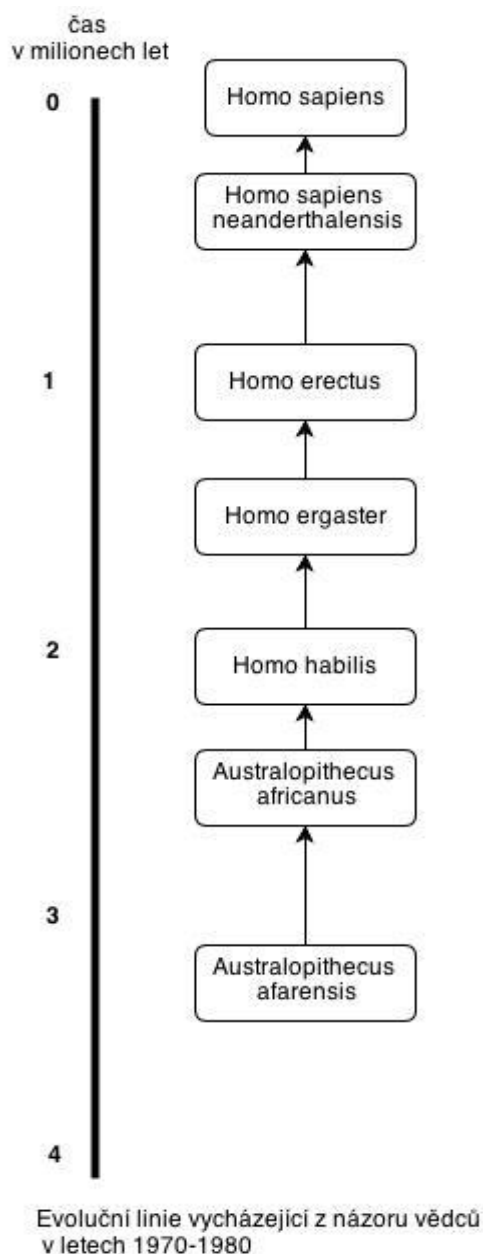 čas
v milionech let
0
Homo sapiens
Homo sapiens
neanderthalensis
1
Homo erectus
Homo ergaster
2
Homo habilis
Australopithecus
africanus
3
Australopithecus
afarensis
4
Evoluční linie vycházející z názoru vědců
v letech 1970-1980